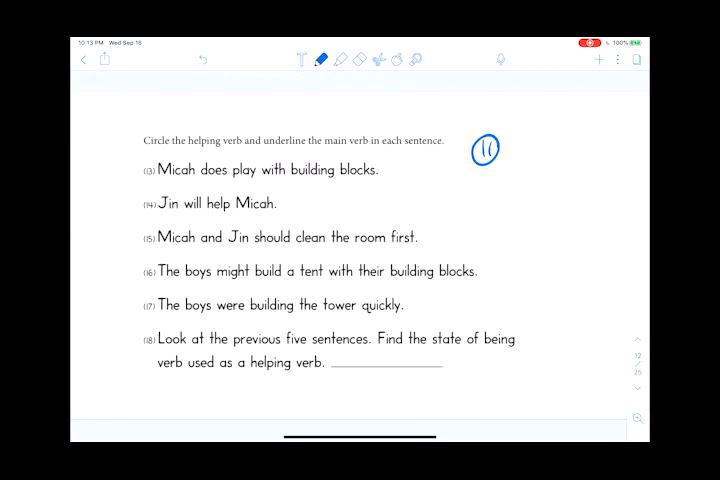 10:13 PM Wed Sep 16
100%
T
Circle the helping verb and underline the main verb in each sentence.
11
(13) Micah does play with building blocks.
(14) Jin will help Micah.
(15) Micah and Jin should clean the room first.
(16) The boys might build a tent with their building blocks.
(17) The boys were building the tower quickly.
(18) Look at the previous five sentences. Find the state of being
verb used as a helping verb.
12
/
25